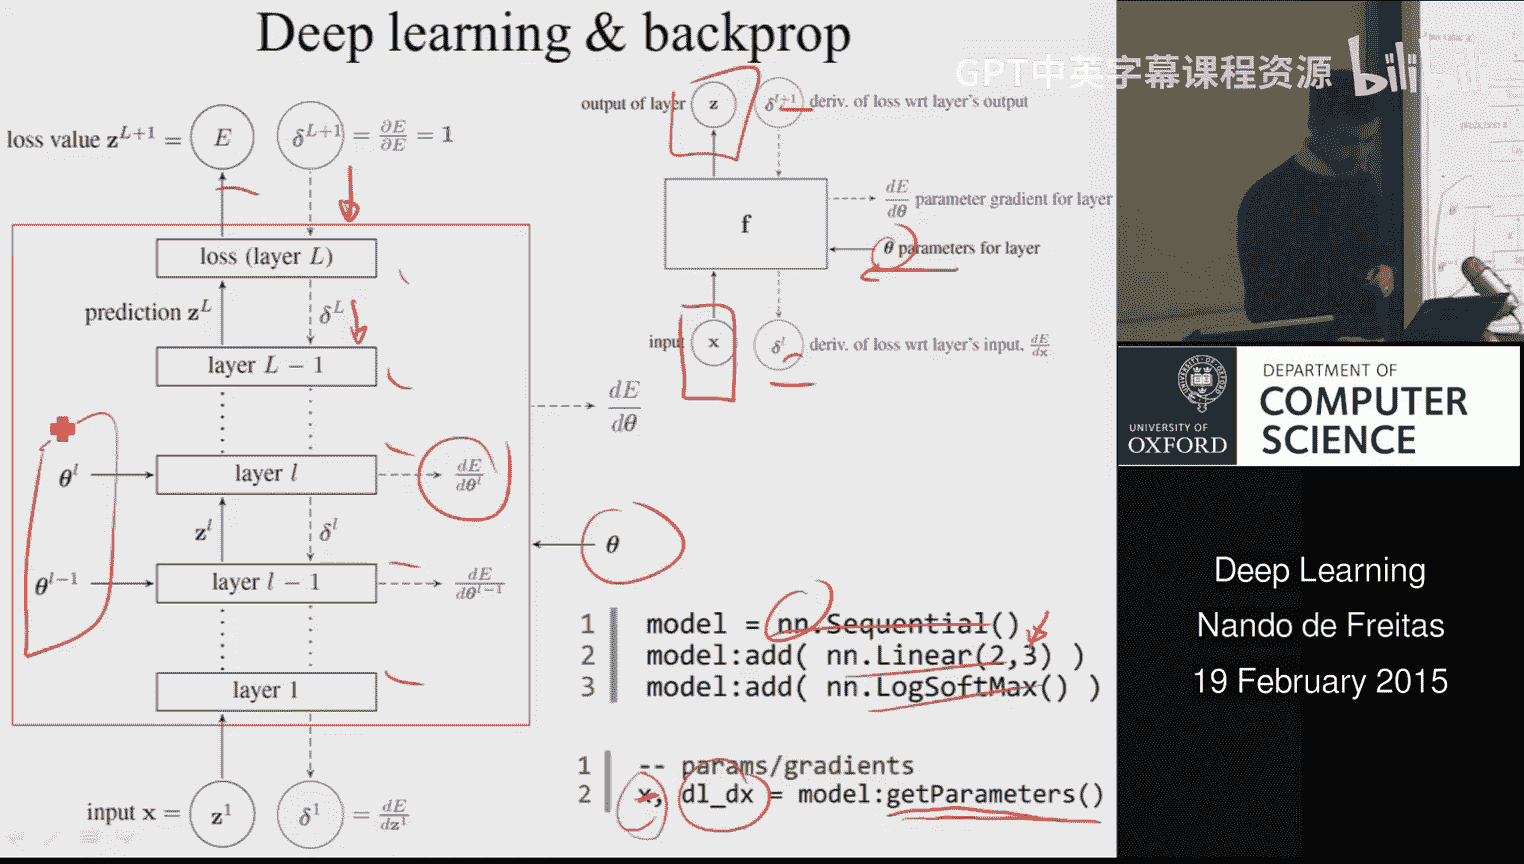 Deep learning & backprop
GPT中英字幕课程资源
loss value z^{L+1} =
E
δ^{L+1}
= ∂E/∂E = 1
loss (layer L)
prediction z^L
δ^L
layer L − 1
θ^l
layer l
dE/dθ^l
z^l
δ^l
θ^{l−1}
layer l − 1
dE/dθ^{l−1}
layer 1
input x =
z^1
δ^1
= dE/dz^1
dE/dθ
θ
output of layer
z
δ^{l+1}
deriv. of loss wrt layer's output
f
dE/dθ parameter gradient for layer
θ parameters for layer
input
x
δ^l
deriv. of loss wrt layer's input, dE/dx
1 model = nn.Sequential()
2 model:add( nn.Linear(2,3) )
3 model:add( nn.LogSoftMax() )
1 -- params/gradients
2 x, dl_dx = model:getParameters()
UNIVERSITY OF
OXFORD
DEPARTMENT OF
COMPUTER
SCIENCE
Deep Learning
Nando de Freitas
19 February 2015